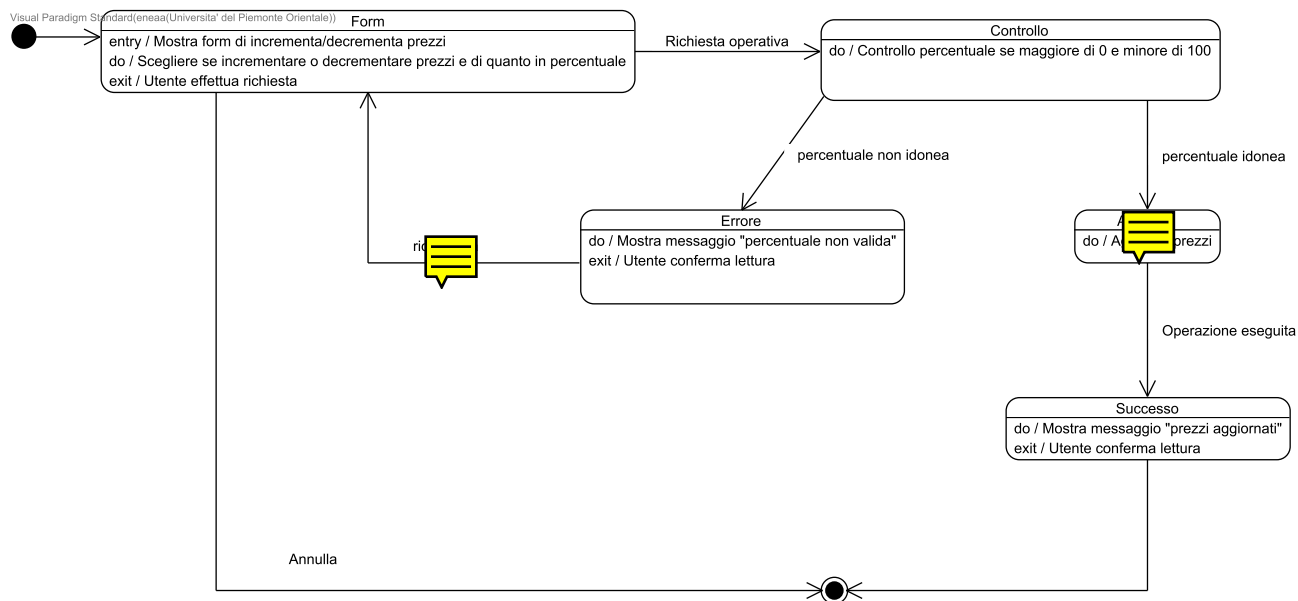 Visual Paradigm Standard(eneaa(Universita' del Piemonte Orientale))
Form
entry / Mostra form di incrementa/decrementa prezzi
do / Scegliere se incrementare o decrementare prezzi e di quanto in percentuale
exit / Utente effettua richiesta
Richiesta operativa
Controllo
do / Controllo percentuale se maggiore di 0 e minore di 100
percentuale non idonea
percentuale idonea
Errore
do / Mostra messaggio "percentuale non valida"
exit / Utente conferma lettura
do / prezzi
Operazione eseguita
Successo
do / Mostra messaggio "prezzi aggiornati"
exit / Utente conferma lettura
Annulla